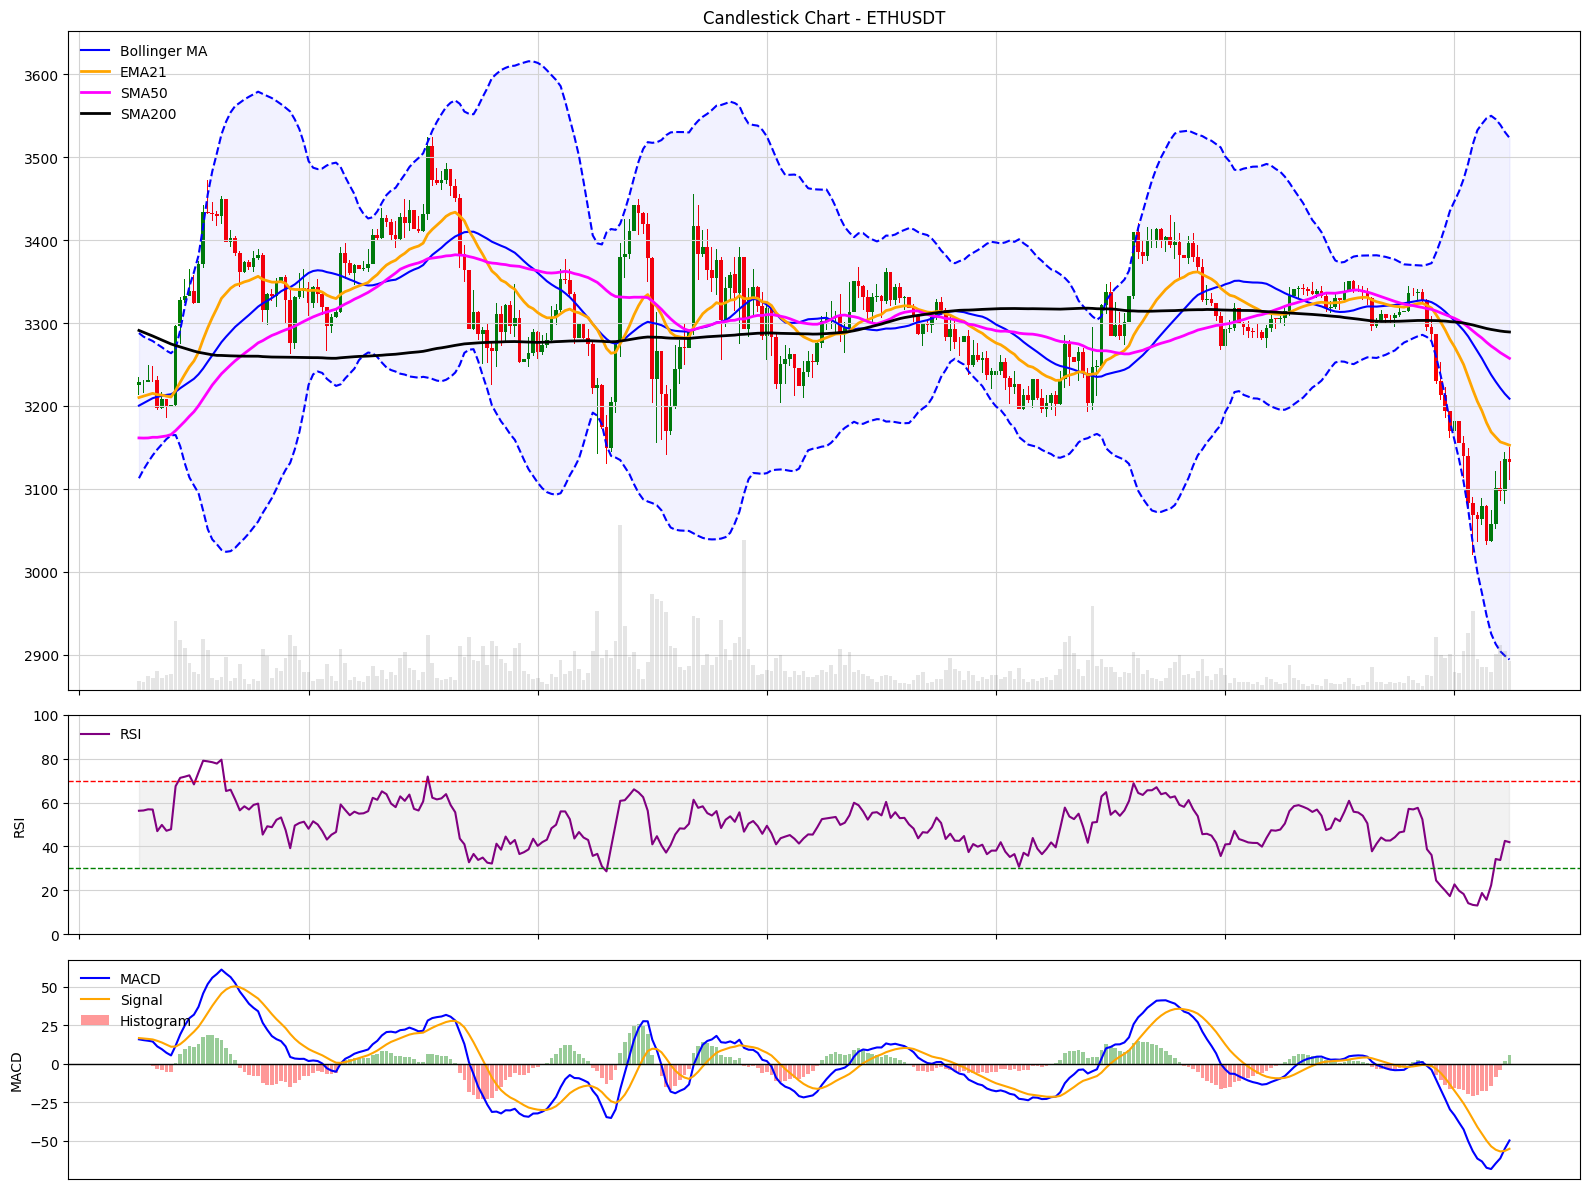 Candlestick Chart - ETHUSDT
Bollinger MA
EMA21
SMA50
SMA200
3600
3500
3400
3300
3200
3100
3000
2900
RSI
100
80
60
40
20
0
RSI
MACD
Signal
Histogram
50
25
0
−25
−50
MACD